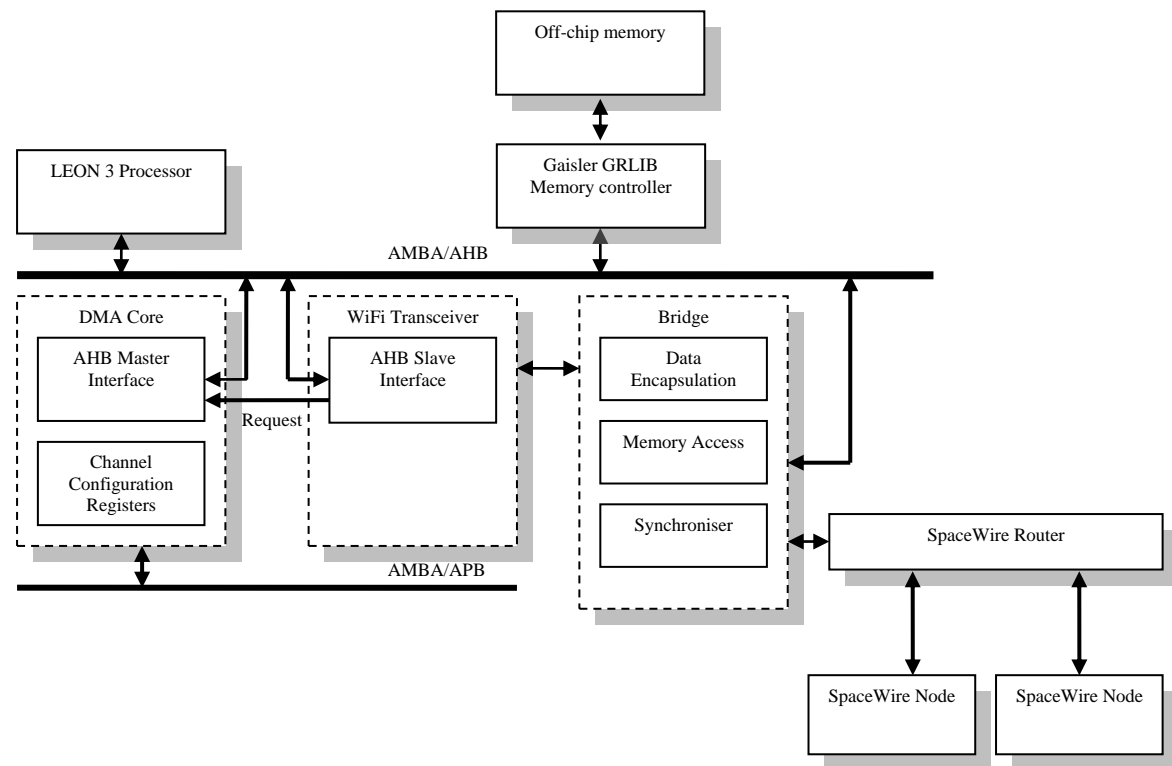 Off-chip memory
LEON 3 Processor
Gaisler GRLIB
Memory controller
AMBA/AHB
DMA Core
AHB Master
Interface
Channel
Configuration
Registers
Request
WiFi Transceiver
AHB Slave
Interface
Bridge
Data
Encapsulation
Memory Access
Synchroniser
AMBA/APB
SpaceWire Router
SpaceWire Node
SpaceWire Node